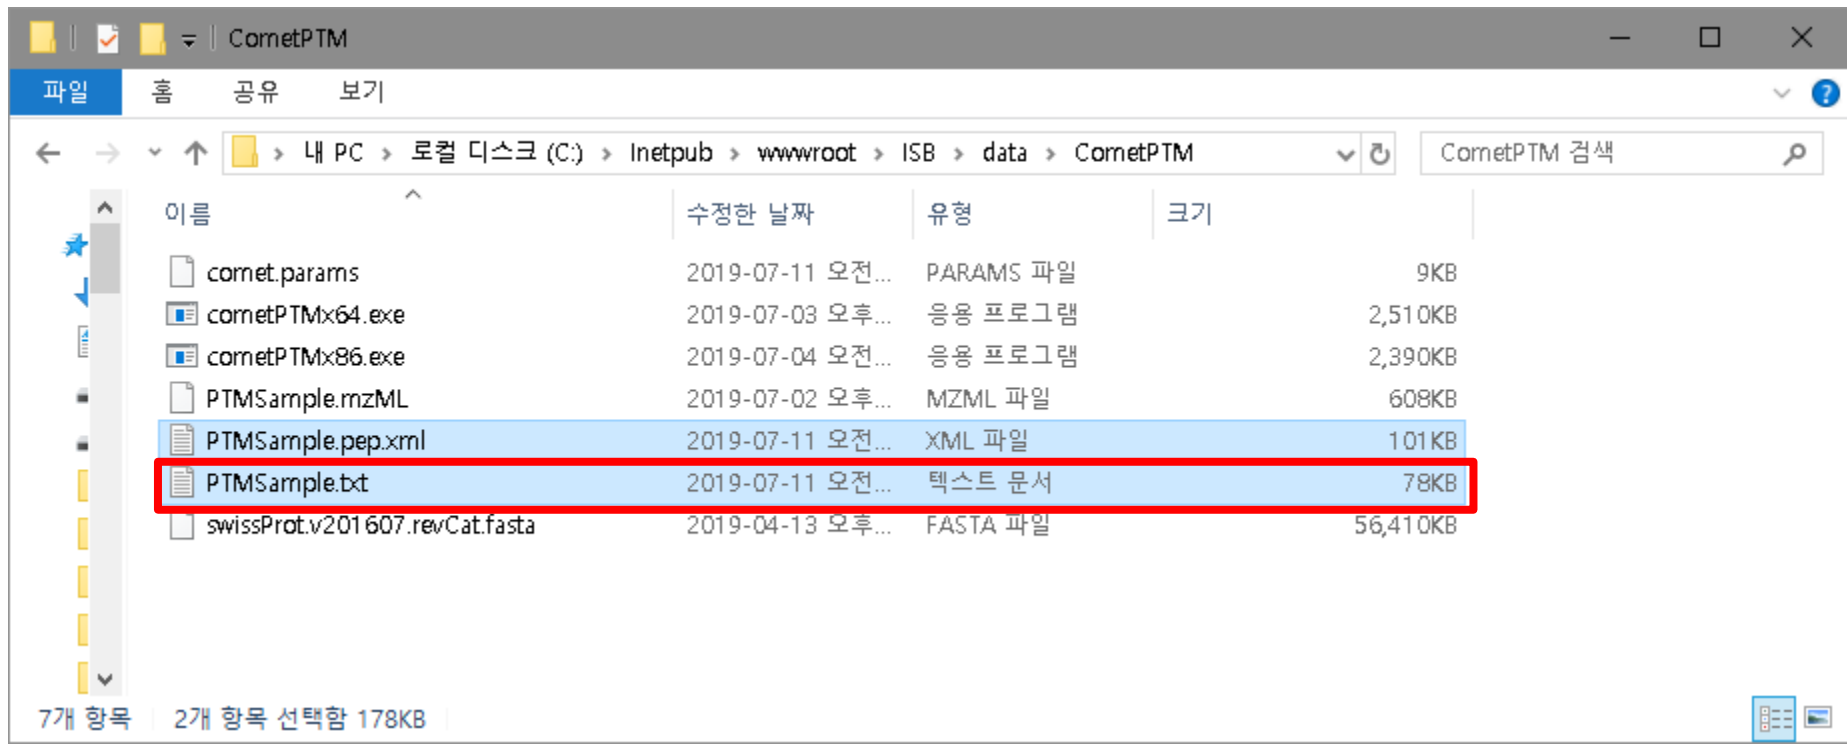 CometPTM
파일 홈 공유 보기
내 PC > 로컬 디스크 (C:) > Inetpub > wwwroot > ISB > data > CometPTM CometPTM 검색
이름 수정한 날짜 유형 크기
comet.params 2019-07-11 오전... PARAMS 파일 9KB
cometPTMx64.exe 2019-07-03 오후... 응용 프로그램 2,510KB
cometPTMx86.exe 2019-07-04 오전... 응용 프로그램 2,390KB
PTMSample.mzML 2019-07-02 오후... MZML 파일 608KB
PTMSample.pep.xml 2019-07-11 오전... XML 파일 101KB
PTMSample.txt 2019-07-11 오전... 텍스트 문서 78KB
swissProt.v201607.revCat.fasta 2019-04-13 오후... FASTA 파일 56,410KB
7개 항목 2개 항목 선택함 178KB